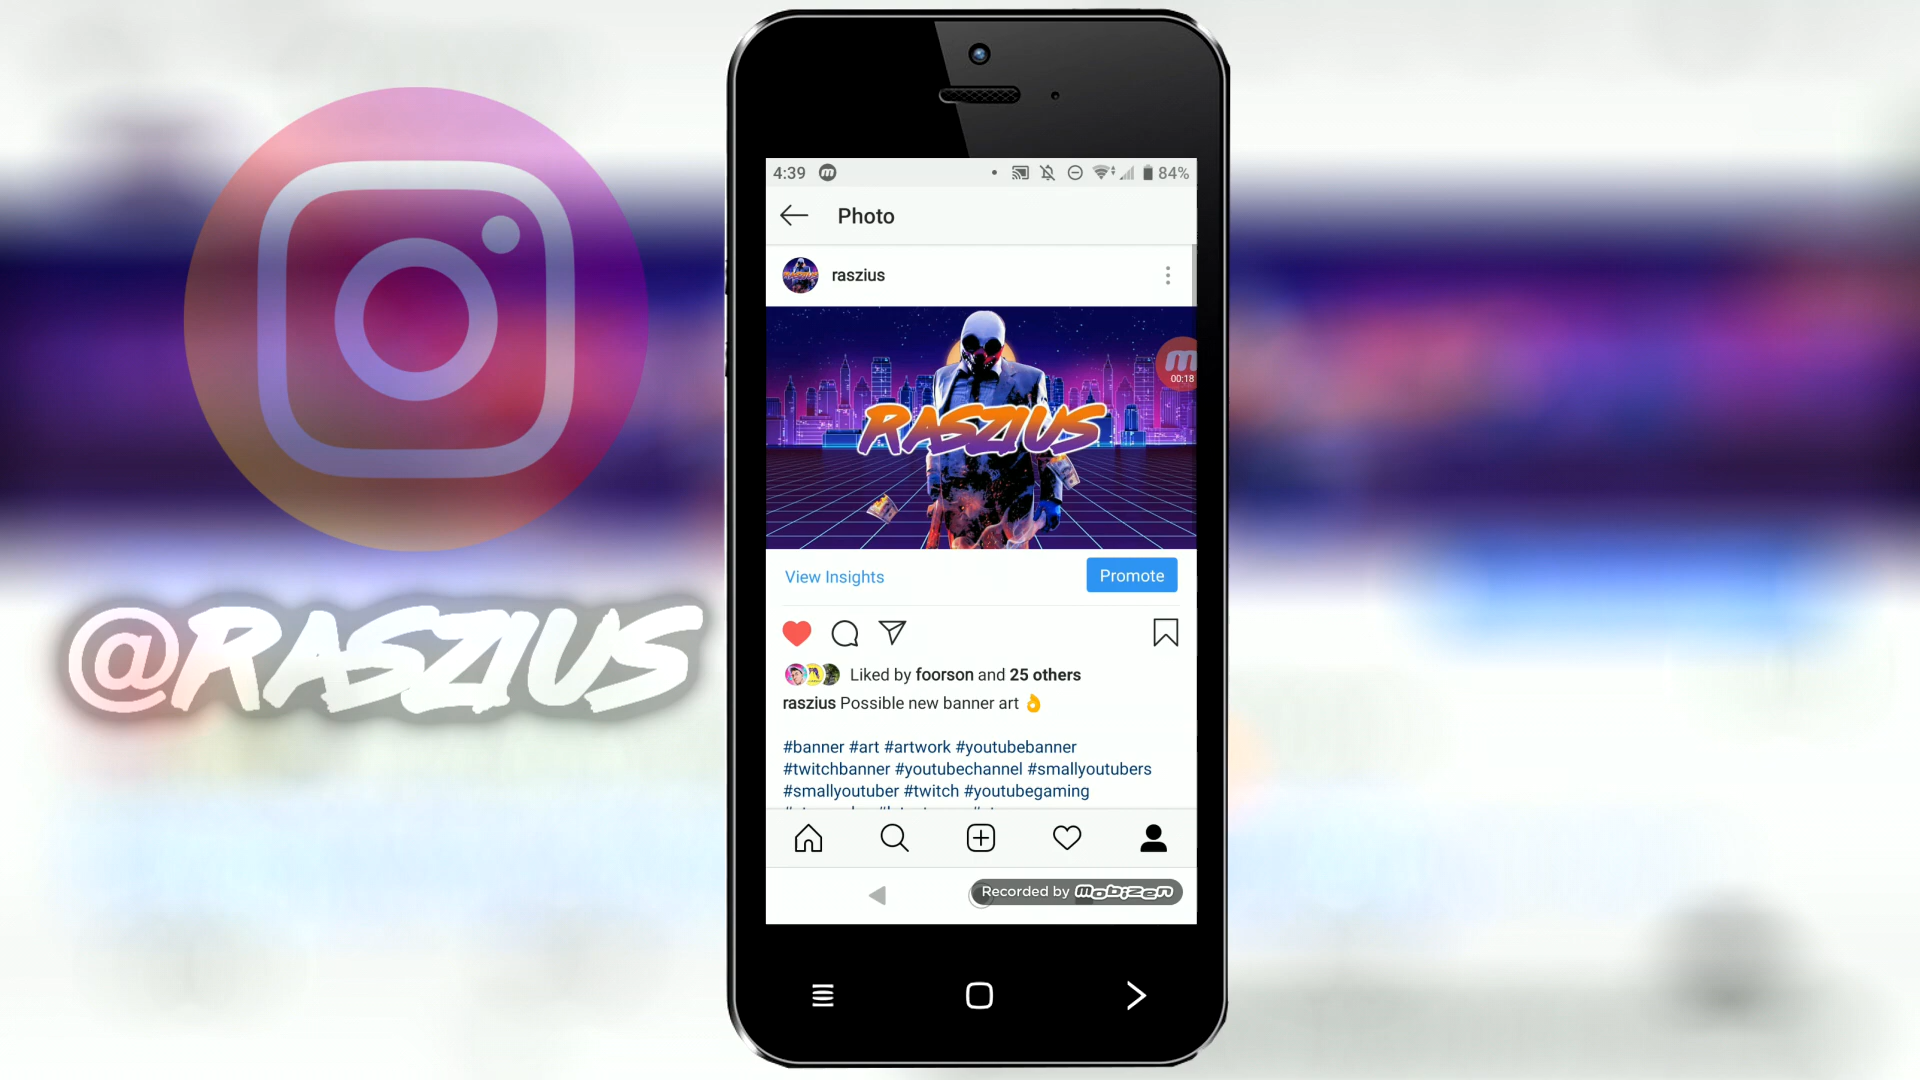 @RASZIUS
4:39
84%
Photo
raszius
RASZIUS
00:18
View Insights
Promote
Liked by foorson and 25 others
raszius Possible new banner art 👌
#banner #art #artwork #youtubebanner
#twitchbanner #youtubechannel #smallyoutubers
#smallyoutuber #twitch #youtubegaming
Recorded by mobizen